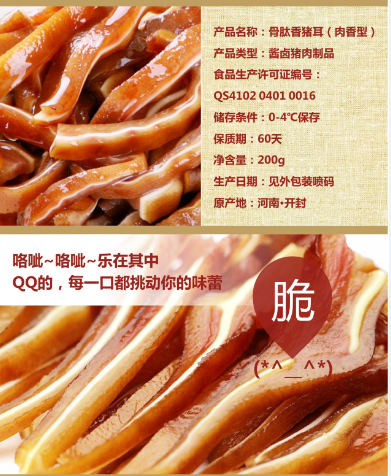 产品名称：骨肽香猪耳（肉香型）
产品类型：酱卤猪肉制品
食品生产许可证编号：
QS4102 0401 0016
储存条件：0-4℃保存
保质期：60天
净含量：200g
生产日期：见外包装喷码
原产地：河南•开封
咯呲~咯呲~乐在其中
QQ的，每一口都挑动你的味蕾
脆
(*^__^*)